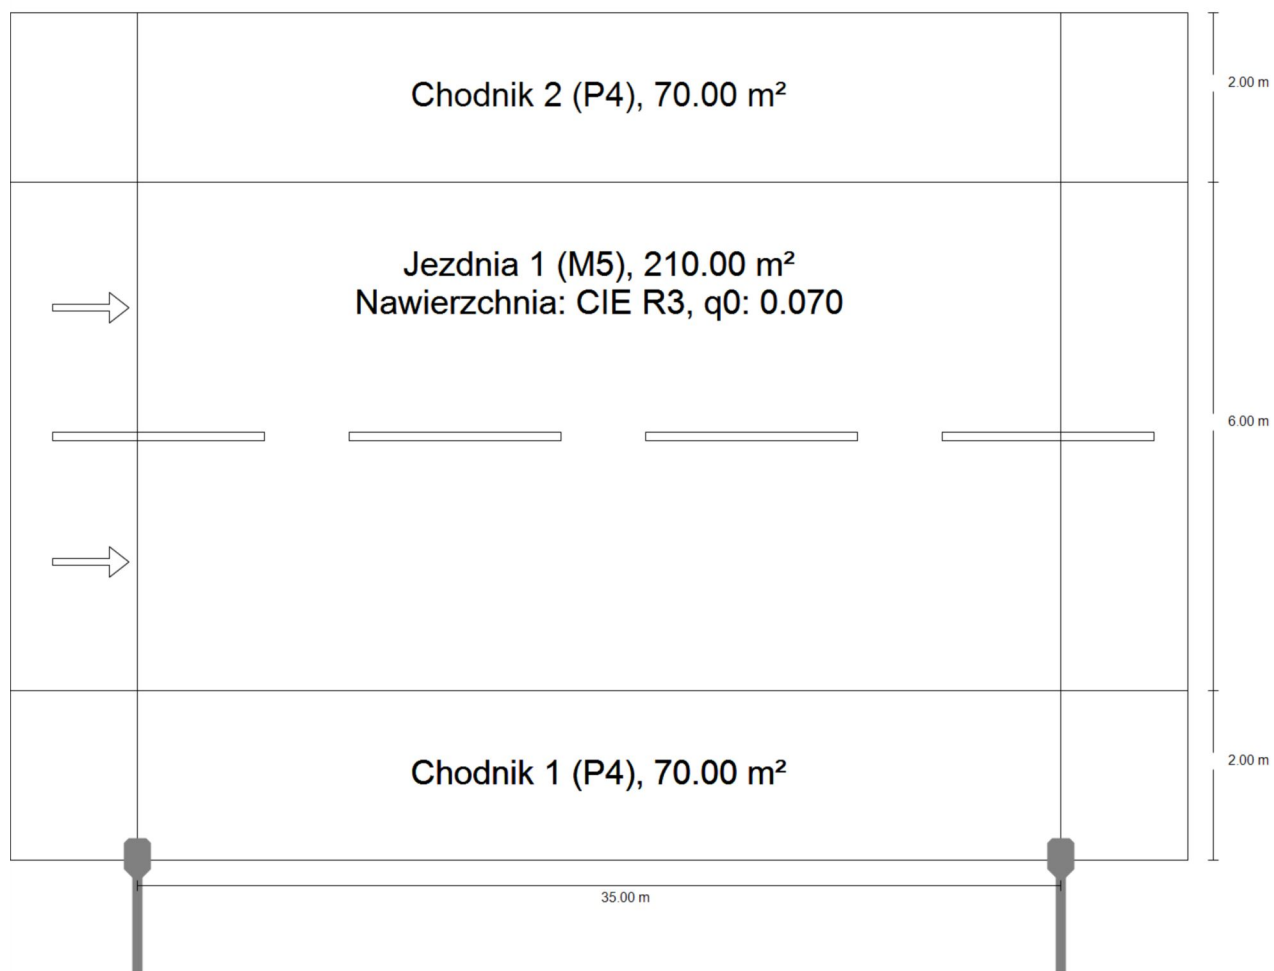 Chodnik 2 (P4), 70.00 m²
2.00 m
Jezdnia 1 (M5), 210.00 m²
Nawierzchnia: CIE R3, q0: 0.070
6.00 m
Chodnik 1 (P4), 70.00 m²
2.00 m
35.00 m